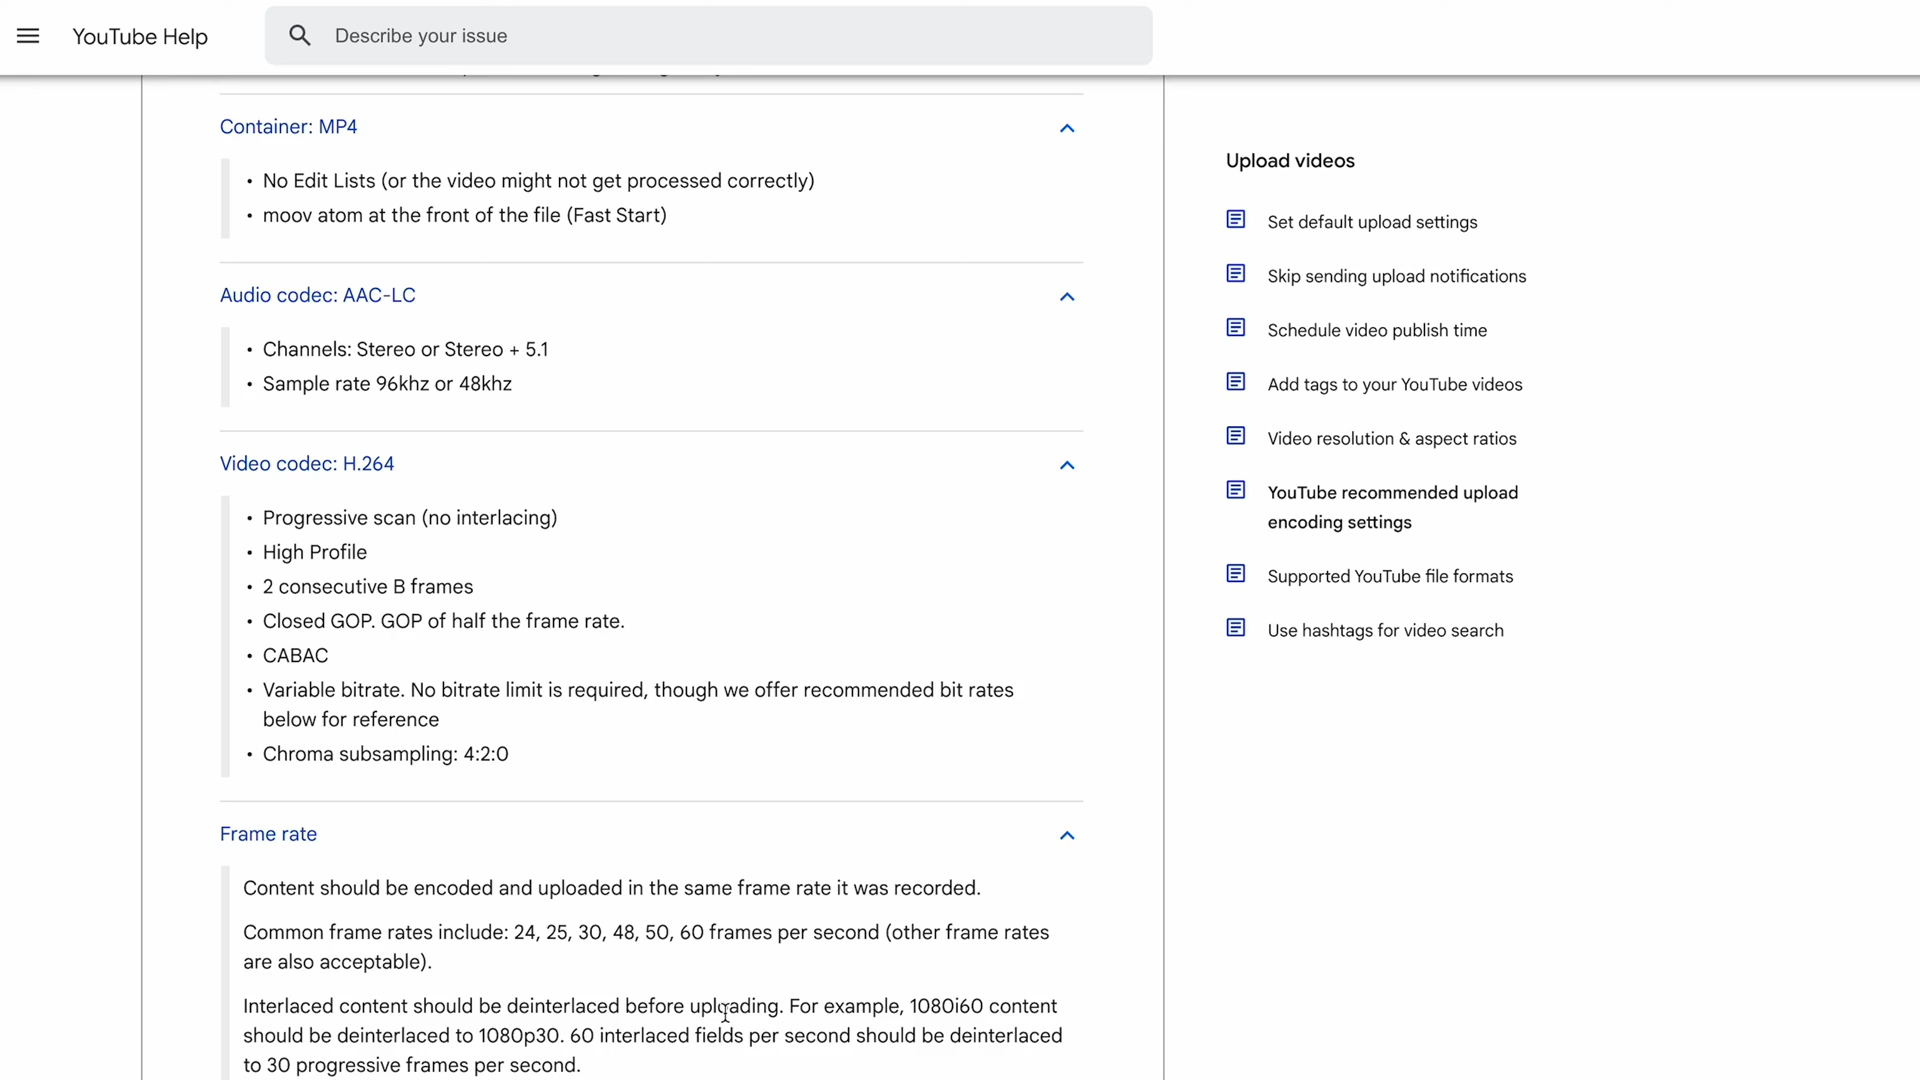 YouTube Help
Describe your issue
Container: MP4
• No Edit Lists (or the video might not get processed correctly)
• moov atom at the front of the file (Fast Start)
Audio codec: AAC-LC
• Channels: Stereo or Stereo + 5.1
• Sample rate 96khz or 48khz
Video codec: H.264
• Progressive scan (no interlacing)
• High Profile
• 2 consecutive B frames
• Closed GOP. GOP of half the frame rate.
• CABAC
• Variable bitrate. No bitrate limit is required, though we offer recommended bit rates
below for reference
• Chroma subsampling: 4:2:0
Frame rate
Content should be encoded and uploaded in the same frame rate it was recorded.
Common frame rates include: 24, 25, 30, 48, 50, 60 frames per second (other frame rates
are also acceptable).
Interlaced content should be deinterlaced before uploading. For example, 1080i60 content
should be deinterlaced to 1080p30. 60 interlaced fields per second should be deinterlaced
to 30 progressive frames per second.
Upload videos
Set default upload settings
Skip sending upload notifications
Schedule video publish time
Add tags to your YouTube videos
Video resolution & aspect ratios
YouTube recommended upload
encoding settings
Supported YouTube file formats
Use hashtags for video search